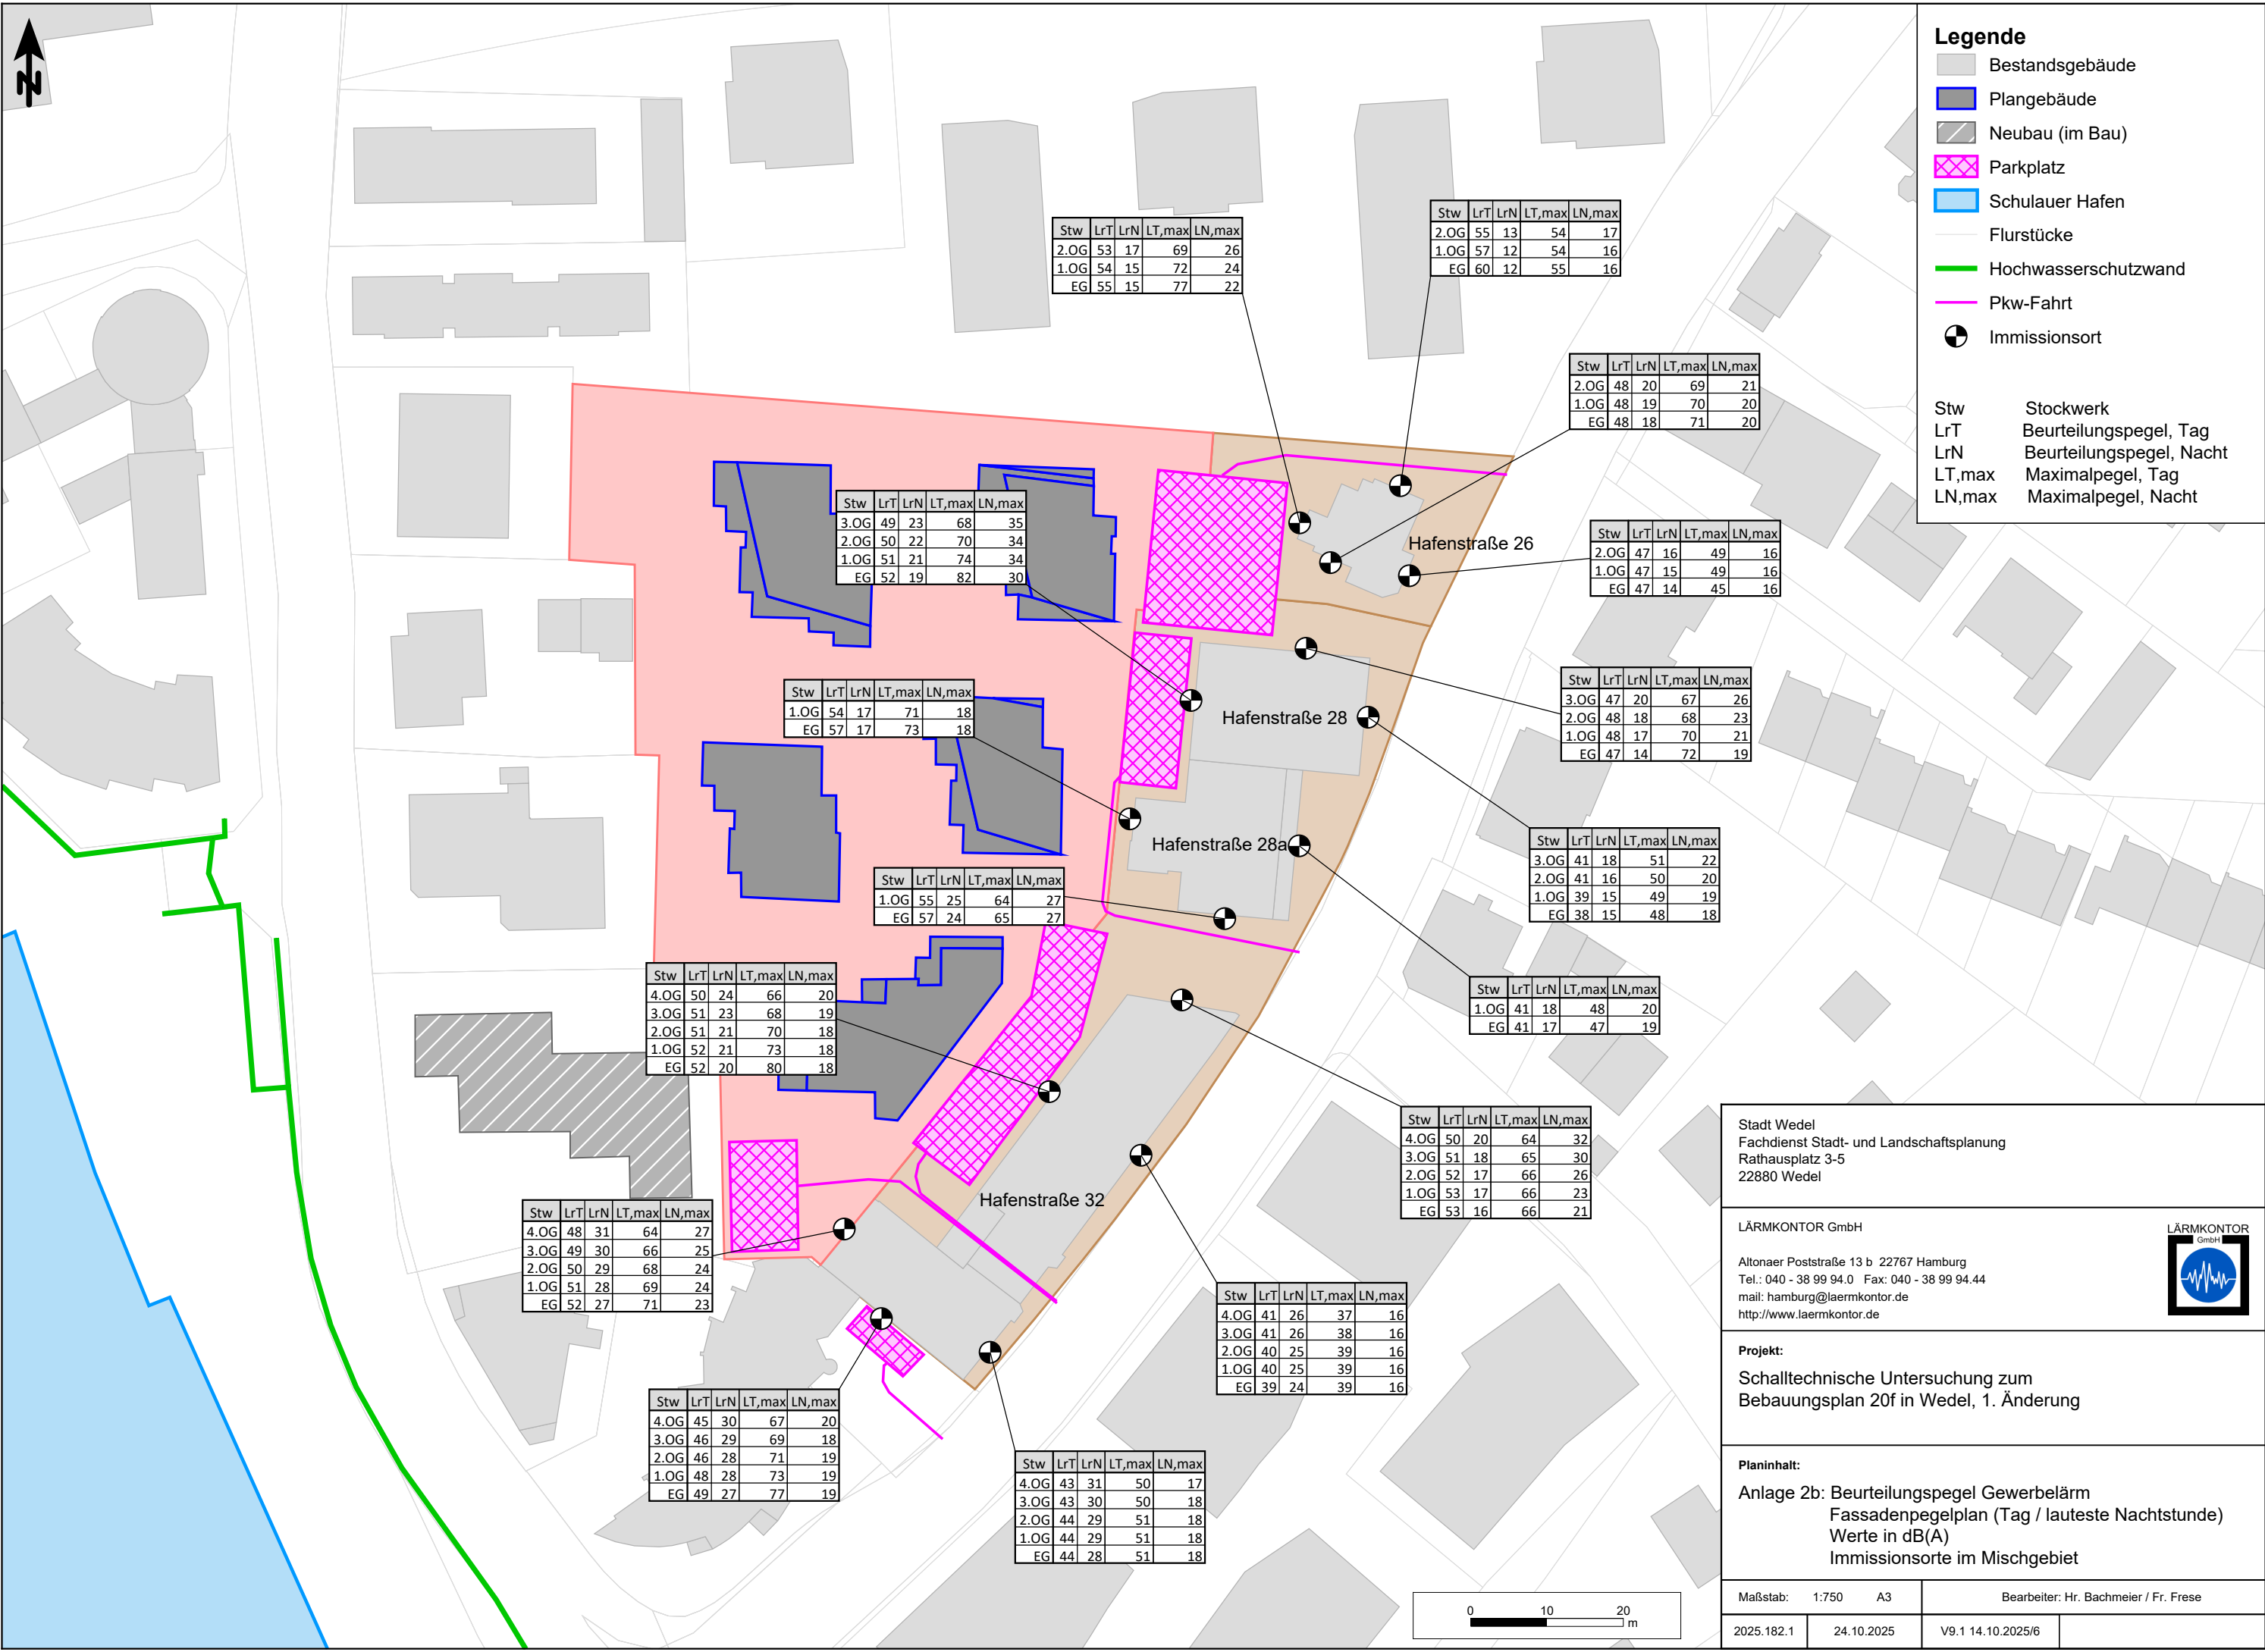 N
Legende
Bestandsgebäude
Plangebäude
Neubau (im Bau)
Parkplatz
Schulauer Hafen
Flurstücke
Hochwasserschutzwand
Pkw-Fahrt
Immissionsort
Stw Stockwerk
LrT Beurteilungspegel, Tag
LrN Beurteilungspegel, Nacht
LT,max Maximalpegel, Tag
LN,max Maximalpegel, Nacht
Stw LrT LrN LT,max LN,max
2.OG 55 13 54 17
1.OG 57 12 54 16
EG 60 12 55 16
Stw LrT LrN LT,max LN,max
2.OG 53 17 69 26
1.OG 54 15 72 24
EG 55 15 77 22
Stw LrT LrN LT,max LN,max
2.OG 48 20 69 21
1.OG 48 19 70 20
EG 48 18 71 20
Stw LrT LrN LT,max LN,max
3.OG 49 23 68 35
2.OG 50 22 70 34
1.OG 51 21 74 34
EG 52 19 82 30
Hafenstraße 26
Stw LrT LrN LT,max LN,max
2.OG 47 16 49 16
1.OG 47 15 49 16
EG 47 14 45 16
Stw LrT LrN LT,max LN,max
3.OG 47 20 67 26
2.OG 48 18 68 23
1.OG 48 17 70 21
EG 47 14 72 19
Stw LrT LrN LT,max LN,max
1.OG 54 17 71 18
EG 57 17 73 18
Hafenstraße 28
Hafenstraße 28a
Stw LrT LrN LT,max LN,max
3.OG 41 18 51 22
2.OG 41 16 50 20
1.OG 39 15 49 19
EG 38 15 48 18
Stw LrT LrN LT,max LN,max
1.OG 55 25 64 27
EG 57 24 65 27
Stw LrT LrN LT,max LN,max
4.OG 50 24 66 20
3.OG 51 23 68 19
2.OG 51 21 70 18
1.OG 52 21 73 18
EG 52 20 80 18
Stw LrT LrN LT,max LN,max
1.OG 41 18 48 20
EG 41 17 47 19
Stw LrT LrN LT,max LN,max
4.OG 50 20 64 32
3.OG 51 18 65 30
2.OG 52 17 66 26
1.OG 53 17 66 23
EG 53 16 66 21
Hafenstraße 32
Stw LrT LrN LT,max LN,max
4.OG 48 31 64 27
3.OG 49 30 66 25
2.OG 50 29 68 24
1.OG 51 28 69 24
EG 52 27 71 23
Stw LrT LrN LT,max LN,max
4.OG 41 26 37 16
3.OG 41 26 38 16
2.OG 40 25 39 16
1.OG 40 25 39 16
EG 39 24 39 16
Stw LrT LrN LT,max LN,max
4.OG 45 30 67 20
3.OG 46 29 69 18
2.OG 46 28 71 19
1.OG 48 28 73 19
EG 49 27 77 19
Stw LrT LrN LT,max LN,max
4.OG 43 31 50 17
3.OG 43 30 50 18
2.OG 44 29 51 18
1.OG 44 29 51 18
EG 44 28 51 18
0 10 20
m
Stadt Wedel
Fachdienst Stadt- und Landschaftsplanung
Rathausplatz 3-5
22880 Wedel
LÄRMKONTOR GmbH
Altonaer Poststraße 13 b 22767 Hamburg
Tel.: 040 - 38 99 94.0 Fax: 040 - 38 99 94.44
mail: hamburg@laermkontor.de
http://www.laermkontor.de
LÄRMKONTOR
GmbH
Projekt:
Schalltechnische Untersuchung zum
Bebauungsplan 20f in Wedel, 1. Änderung
Planinhalt:
Anlage 2b: Beurteilungspegel Gewerbelärm
Fassadenpegelplan (Tag / lauteste Nachtstunde)
Werte in dB(A)
Immissionsorte im Mischgebiet
Maßstab: 1:750 A3 Bearbeiter: Hr. Bachmeier / Fr. Frese
2025.182.1 24.10.2025 V9.1 14.10.2025/6